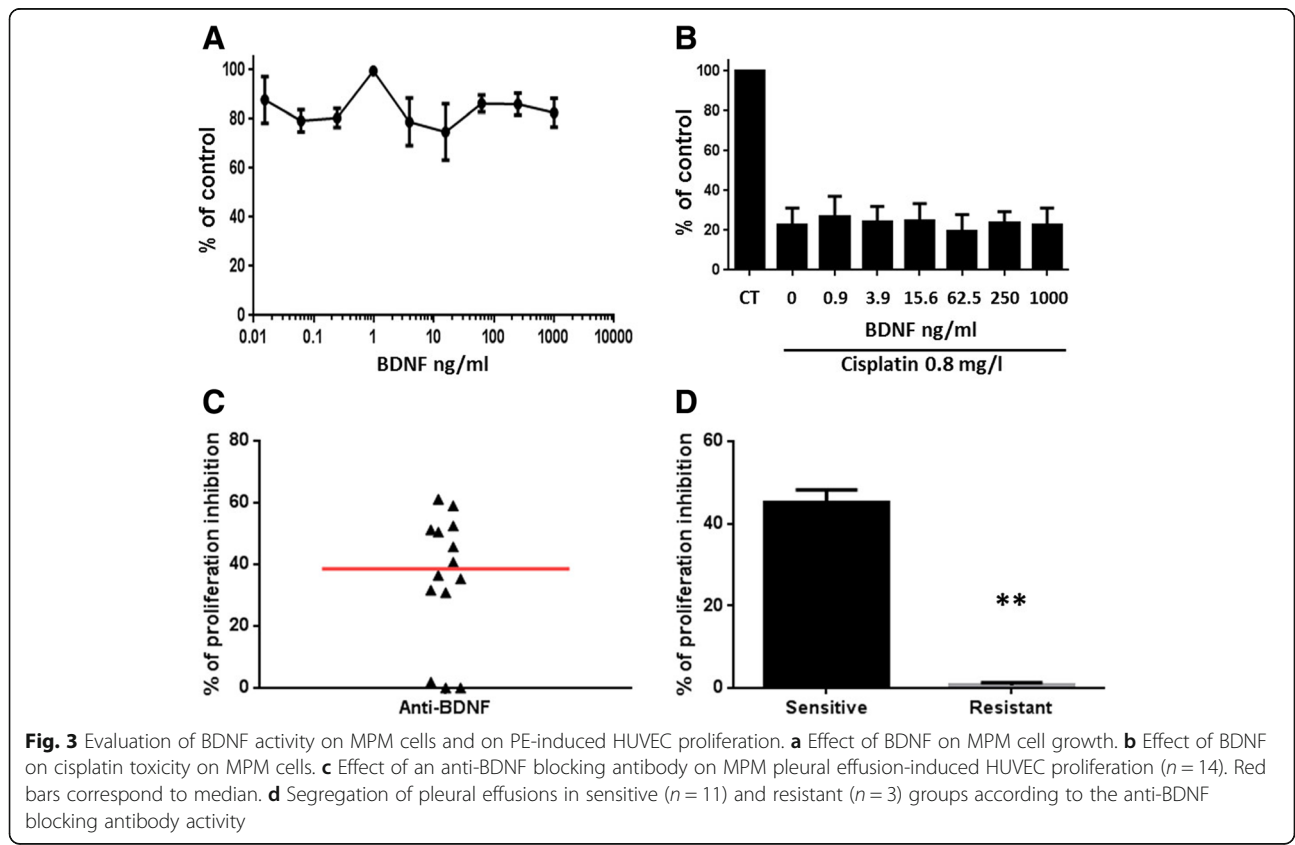 A
% of control
100
80
60
40
20
0
0.01 0.1 1 10 100 1000 10000
BDNF ng/ml
B
% of control
100
80
60
40
20
0
CT 0 0.9 3.9 15.6 62.5 250 1000
BDNF ng/ml
Cisplatin 0.8 mg/l
C
% of proliferation inhibition
80
60
40
20
0
Anti-BDNF
D
% of proliferation inhibition
60
40
20
0
**
Sensitive Resistant
Fig. 3 Evaluation of BDNF activity on MPM cells and on PE-induced HUVEC proliferation. a Effect of BDNF on MPM cell growth. b Effect of BDNF
on cisplatin toxicity on MPM cells. c Effect of an anti-BDNF blocking antibody on MPM pleural effusion-induced HUVEC proliferation (n = 14). Red
bars correspond to median. d Segregation of pleural effusions in sensitive (n = 11) and resistant (n = 3) groups according to the anti-BDNF
blocking antibody activity